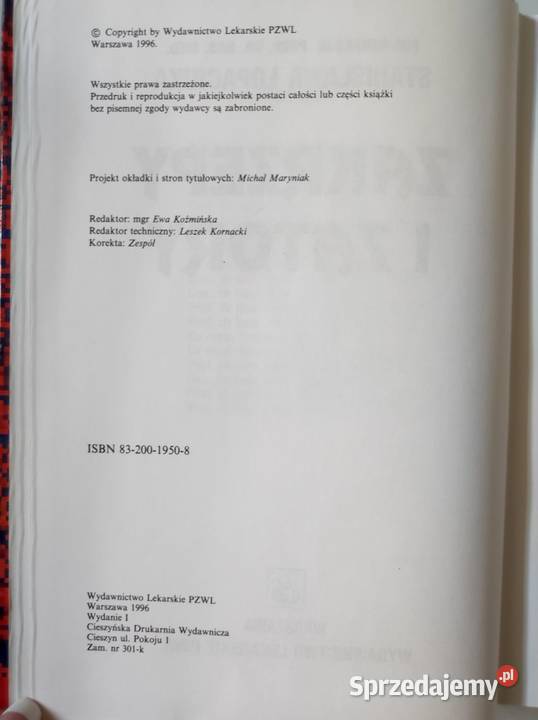 © Copyright by Wydawnictwo Lekarskie PZWL
Warszawa 1996.
Wszystkie prawa zastrzeżone.
Przedruk i reprodukcja w jakiejkolwiek postaci całości lub części książki
bez pisemnej zgody wydawcy są zabronione.
Projekt okładki i stron tytułowych: Michał Maryniak
Redaktor: mgr Ewa Koźmińska
Redaktor techniczny: Leszek Kornacki
Korekta: Zespół
ISBN 83-200-1950-8
Wydawnictwo Lekarskie PZWL
Warszawa 1996
Wydanie I
Cieszyńska Drukarnia Wydawnicza
Cieszyn ul. Pokoju 1
Zam. nr 301-k
Sprzedajemy.pl